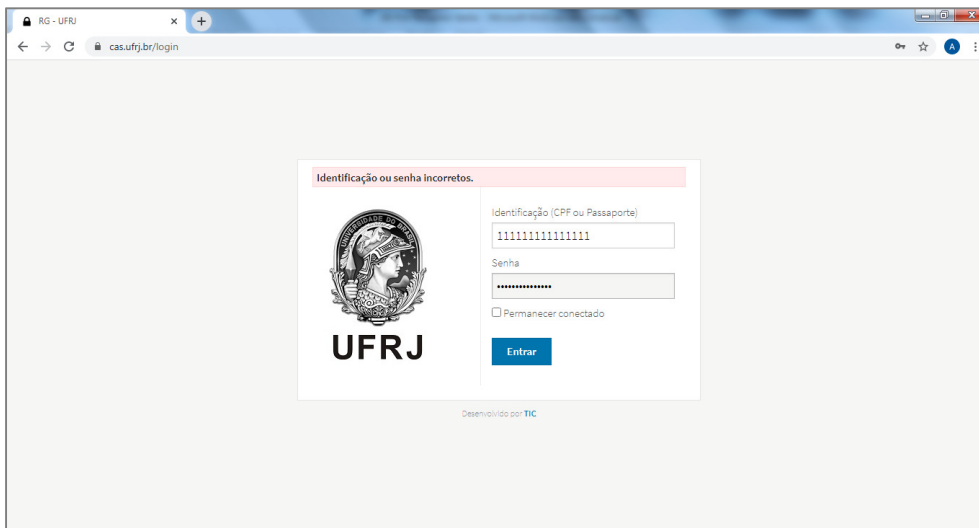 RG - UFRJ
cas.ufrj.br/login
A
Identificação ou senha incorretos.
UNIVERSIDADE DO BRASIL
UFRJ
Identificação (CPF ou Passaporte)
111111111111111
Senha
•••••••••••••••
Permanecer conectado
Entrar
Desenvolvido por TIC